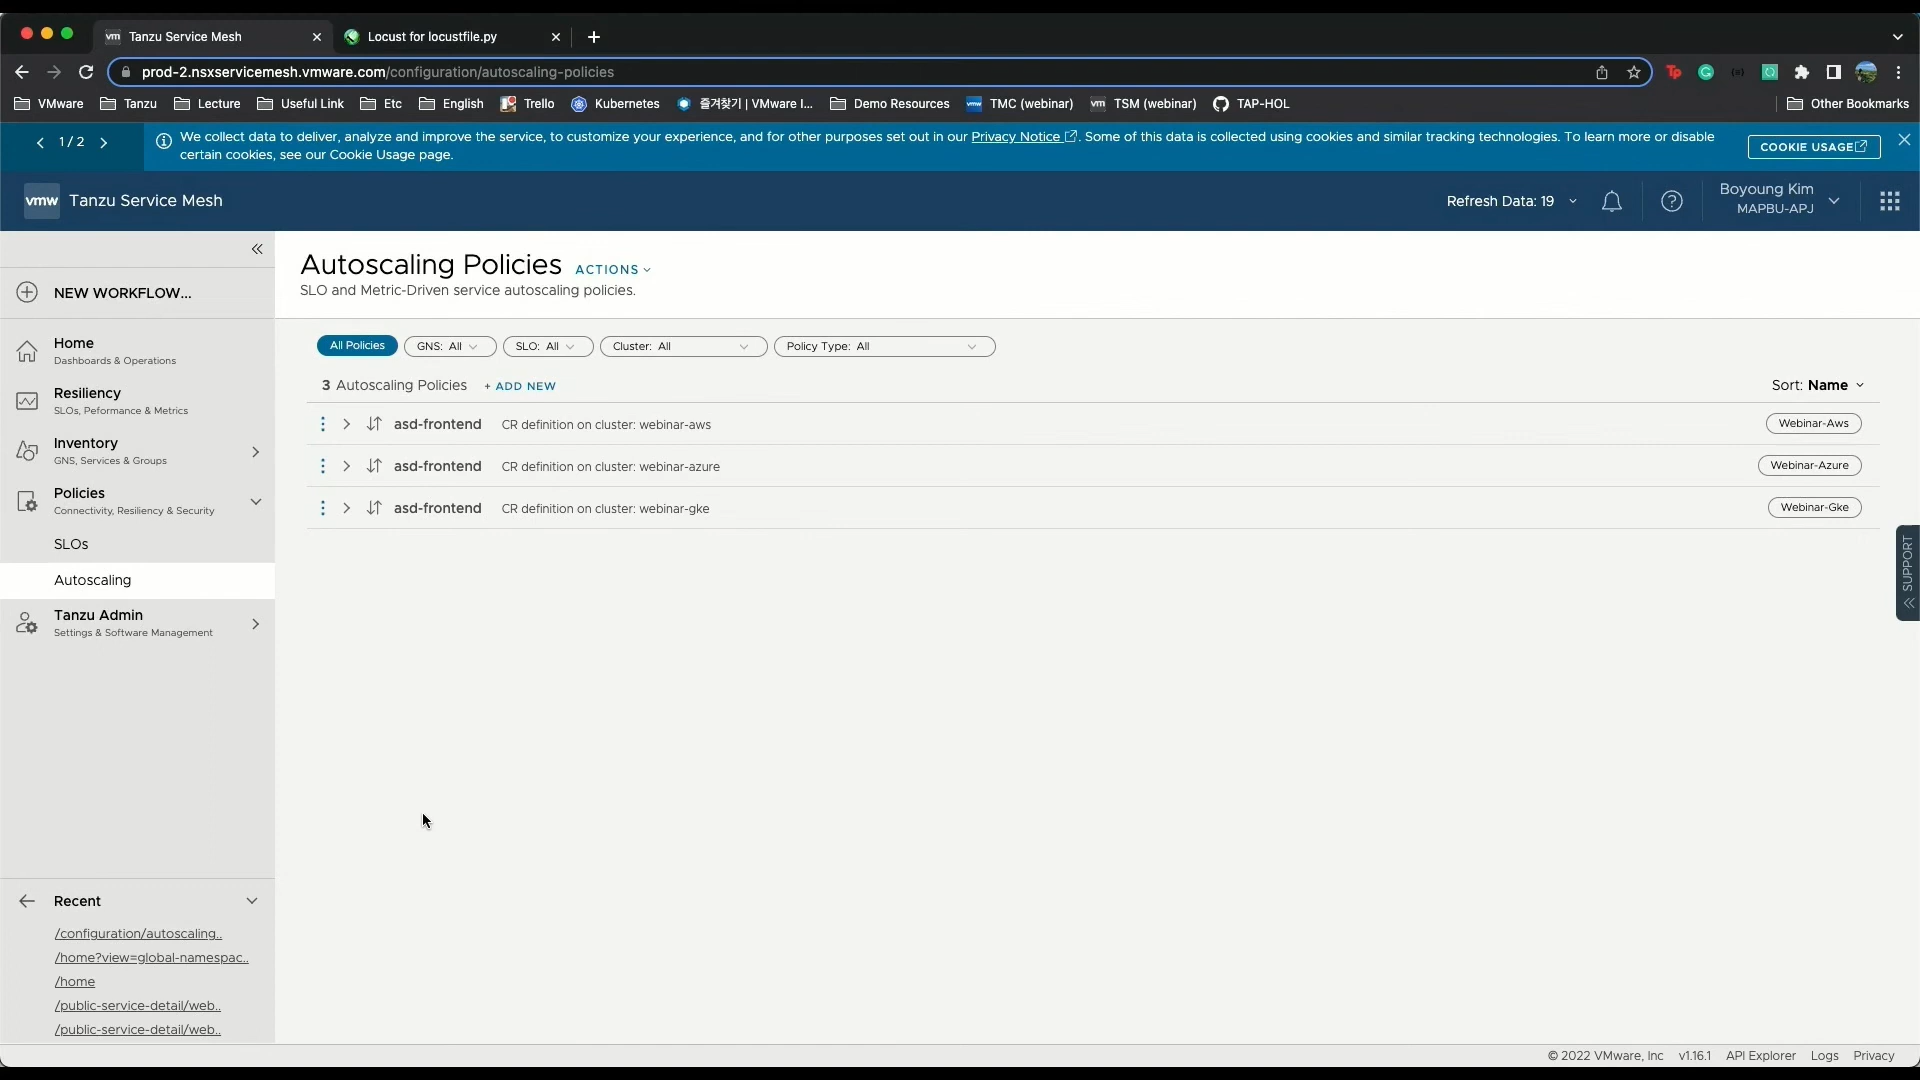 vm Tanzu Service Mesh
Locust for locustfile.py
prod-2.nsxservicemesh.vmware.com/configuration/autoscaling-policies
VMware Tanzu Lecture Useful Link Etc English Trello Kubernetes 즐겨찾기 | VMware I... Demo Resources TMC (webinar) TSM (webinar) TAP-HOL Other Bookmarks
1 / 2
We collect data to deliver, analyze and improve the service, to customize your experience, and for other purposes set out in our Privacy Notice. Some of this data is collected using cookies and similar tracking technologies. To learn more or disable
certain cookies, see our Cookie Usage page.
COOKIE USAGE
vmw Tanzu Service Mesh
Refresh Data: 19
Boyoung Kim
MAPBU-APJ
NEW WORKFLOW...
Home
Dashboards & Operations
Resiliency
SLOs, Peformance & Metrics
Inventory
GNS, Services & Groups
Policies
Connectivity, Resiliency & Security
SLOs
Autoscaling
Tanzu Admin
Settings & Software Management
Recent
/configuration/autoscaling..
/home?view=global-namespac..
/home
/public-service-detail/web..
/public-service-detail/web..
Autoscaling Policies ACTIONS
SLO and Metric-Driven service autoscaling policies.
All Policies GNS: All SLO: All Cluster: All Policy Type: All
3 Autoscaling Policies + ADD NEW Sort: Name
asd-frontend CR definition on cluster: webinar-aws Webinar-Aws
asd-frontend CR definition on cluster: webinar-azure Webinar-Azure
asd-frontend CR definition on cluster: webinar-gke Webinar-Gke
SUPPORT
© 2022 VMware, Inc v1.16.1 API Explorer Logs Privacy